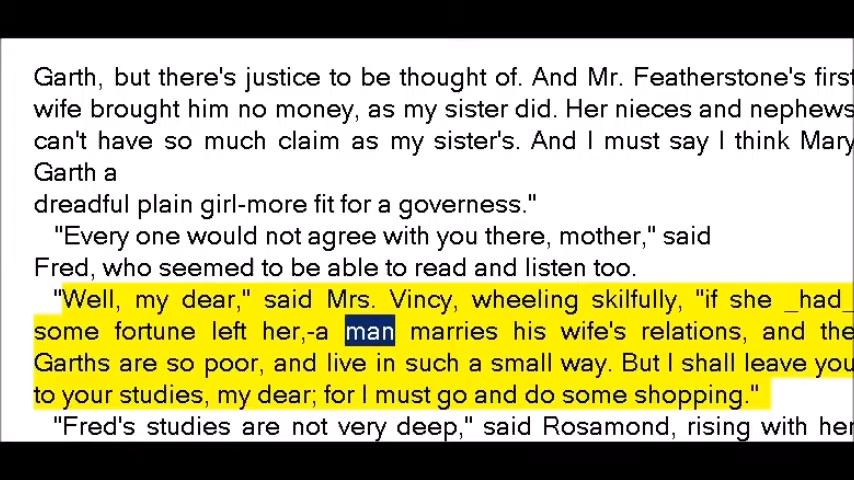 Garth, but there's justice to be thought of. And Mr. Featherstone's first
wife brought him no money, as my sister did. Her nieces and nephews
can't have so much claim as my sister's. And I must say I think Mary
Garth a
dreadful plain girl-more fit for a governess."
"Every one would not agree with you there, mother," said
Fred, who seemed to be able to read and listen too.
"Well, my dear," said Mrs. Vincy, wheeling skilfully, "if she _had_
some fortune left her,-a man marries his wife's relations, and the
Garths are so poor, and live in such a small way. But I shall leave you
to your studies, my dear; for I must go and do some shopping."
"Fred's studies are not very deep," said Rosamond, rising with her